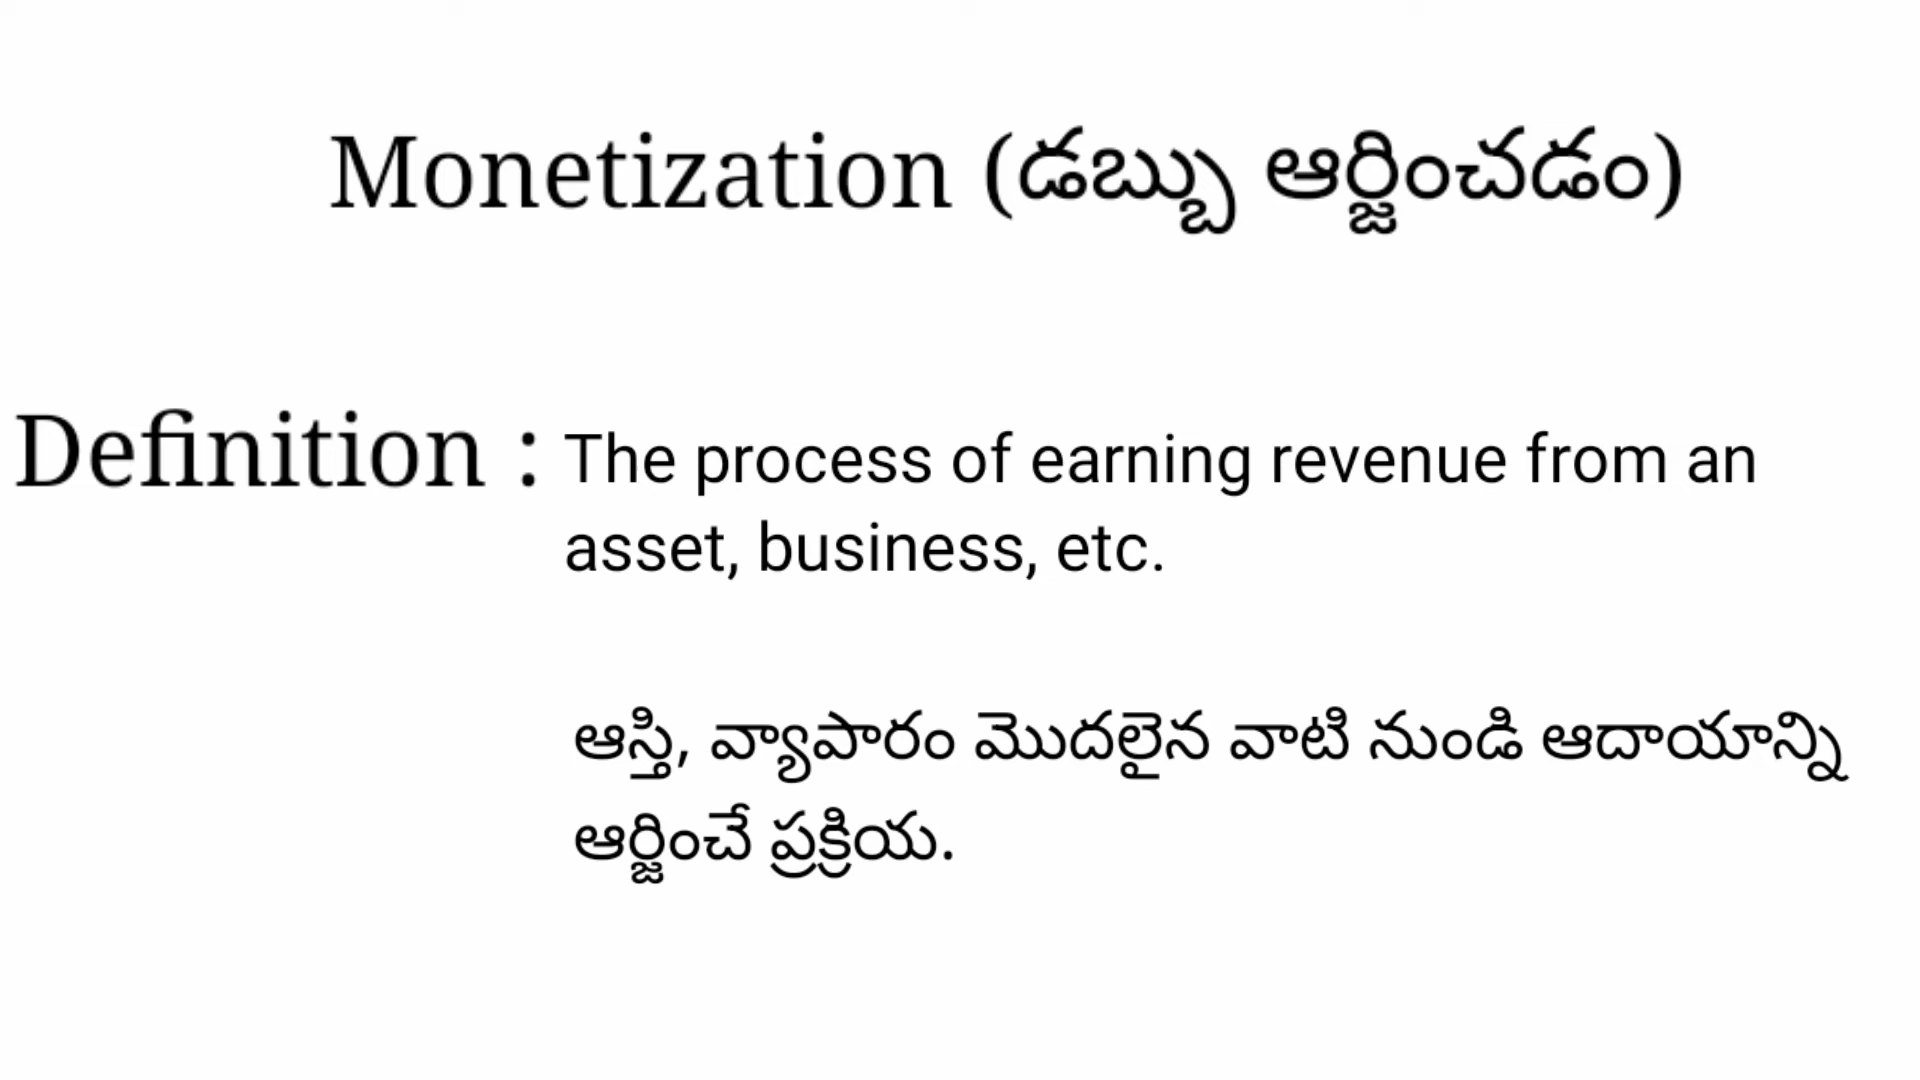 Monetization (డబ్బు ఆర్జించడం)
Definition : The process of earning revenue from an
asset, business, etc.
ఆస్తి, వ్యాపారం మొదలైన వాటి నుండి ఆదాయాన్ని
ఆర్జించే ప్రక్రియ.